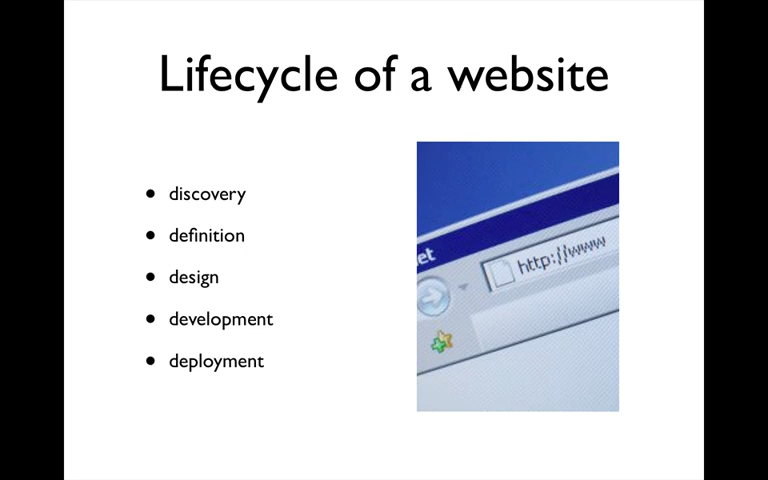 Lifecycle of a website
• discovery
• definition
• design
• development
• deployment
et
http://www